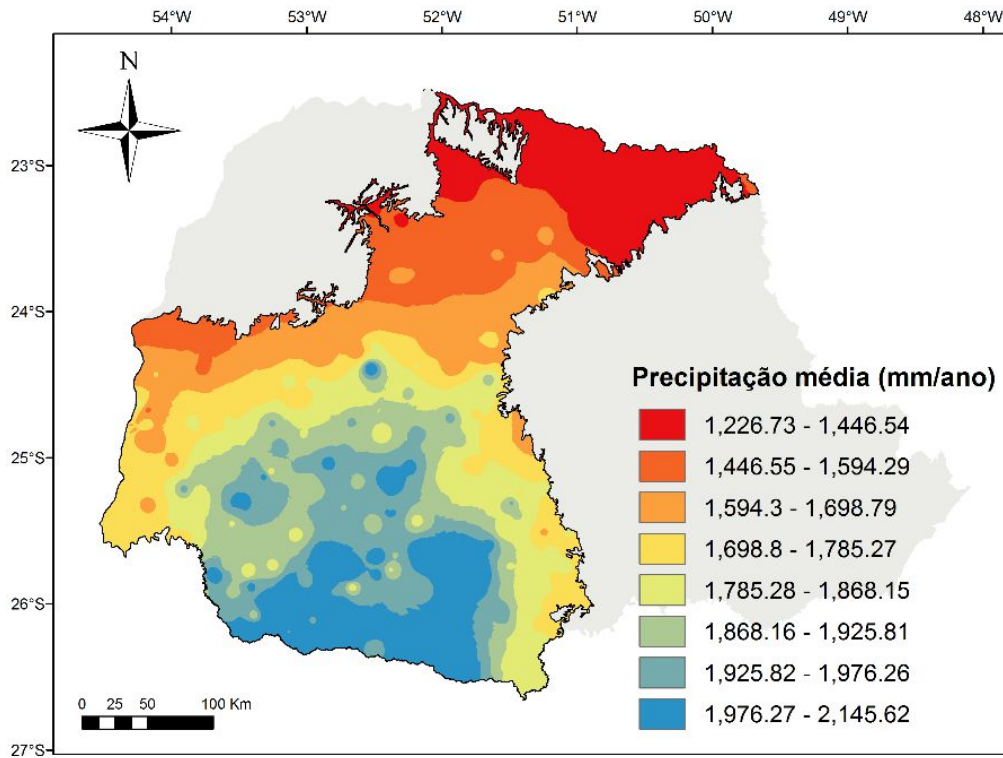 54°W 53°W 52°W 51°W 50°W 49°W 48°W
N
23°S
24°S
25°S
26°S
27°S
Precipitação média (mm/ano)
1,226.73 - 1,446.54
1,446.55 - 1,594.29
1,594.3 - 1,698.79
1,698.8 - 1,785.27
1,785.28 - 1,868.15
1,868.16 - 1,925.81
1,925.82 - 1,976.26
1,976.27 - 2,145.62
0 25 50 100 Km